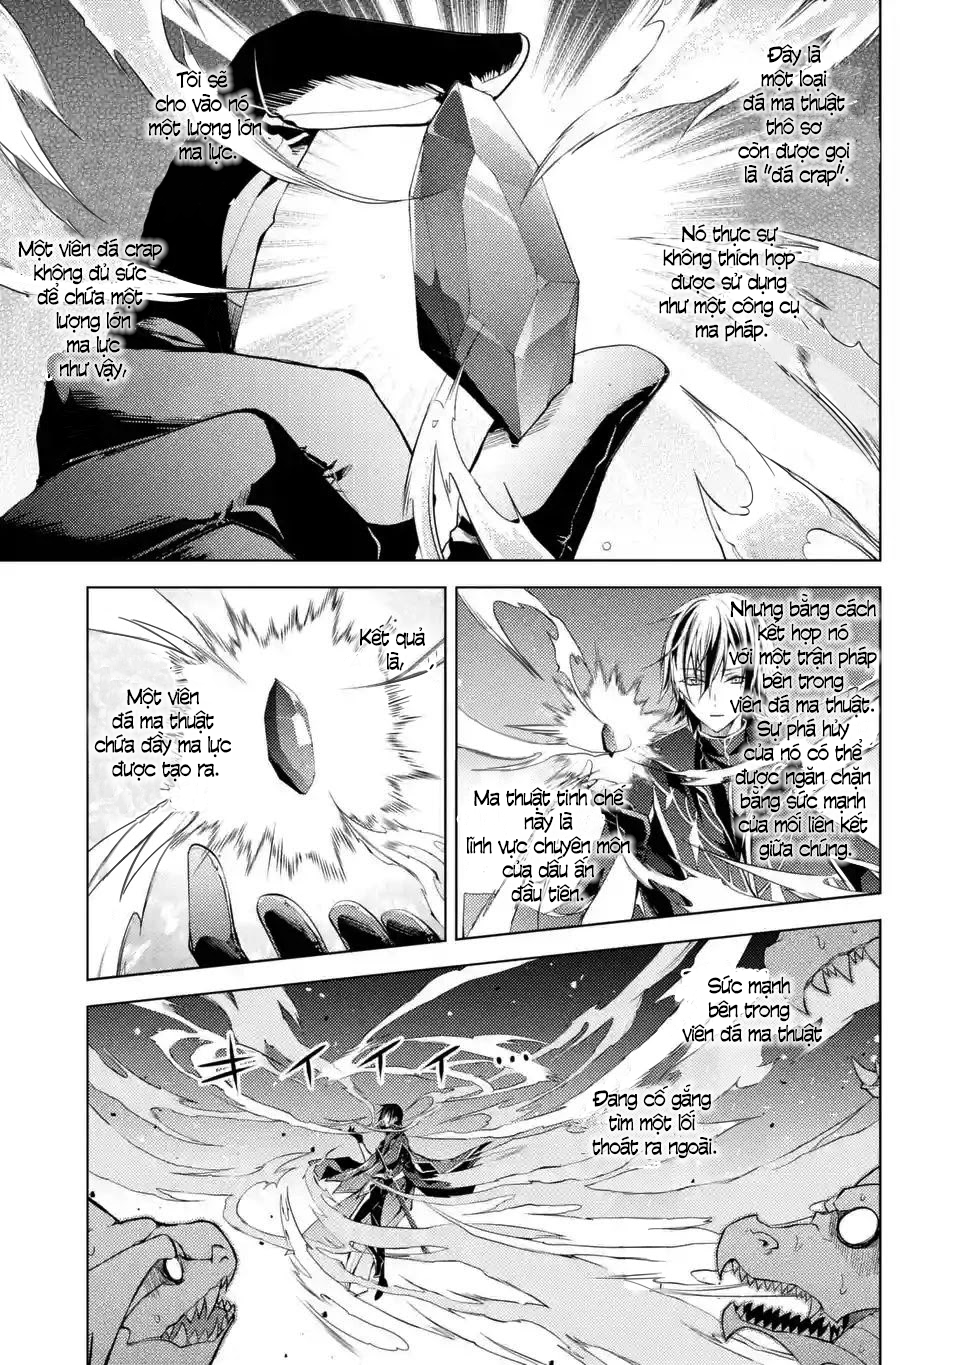 Đây là
một loại
đá ma thuật
thô sơ
còn được gọi
là "đá crap".
Nó thực sự
không thích hợp
được sử dụng
như một công cụ
ma pháp.
Tôi sẽ
cho vào nó
một lượng lớn
ma lực.
Một viên đá crap
không đủ sức
để chứa một
lượng lớn
ma lực
như vậy,
Nhưng bằng cách
kết hợp nó
với một trận pháp
bên trong
viên đá ma thuật.
Sự phá hủy
của nó có thể
được ngăn chặn
bằng sức mạnh
của mối liên kết
giữa chúng.
Ma thuật tinh chế
này là
lĩnh vực chuyên môn
của dấu ấn
đầu tiên.
Kết quả
là,
Một viên
đá ma thuật
chứa đầy ma lực
được tạo ra.
Sức mạnh
bên trong
viên đá ma thuật
キィィィ...
Đang cố gắng
tìm một lối
thoát ra ngoài.